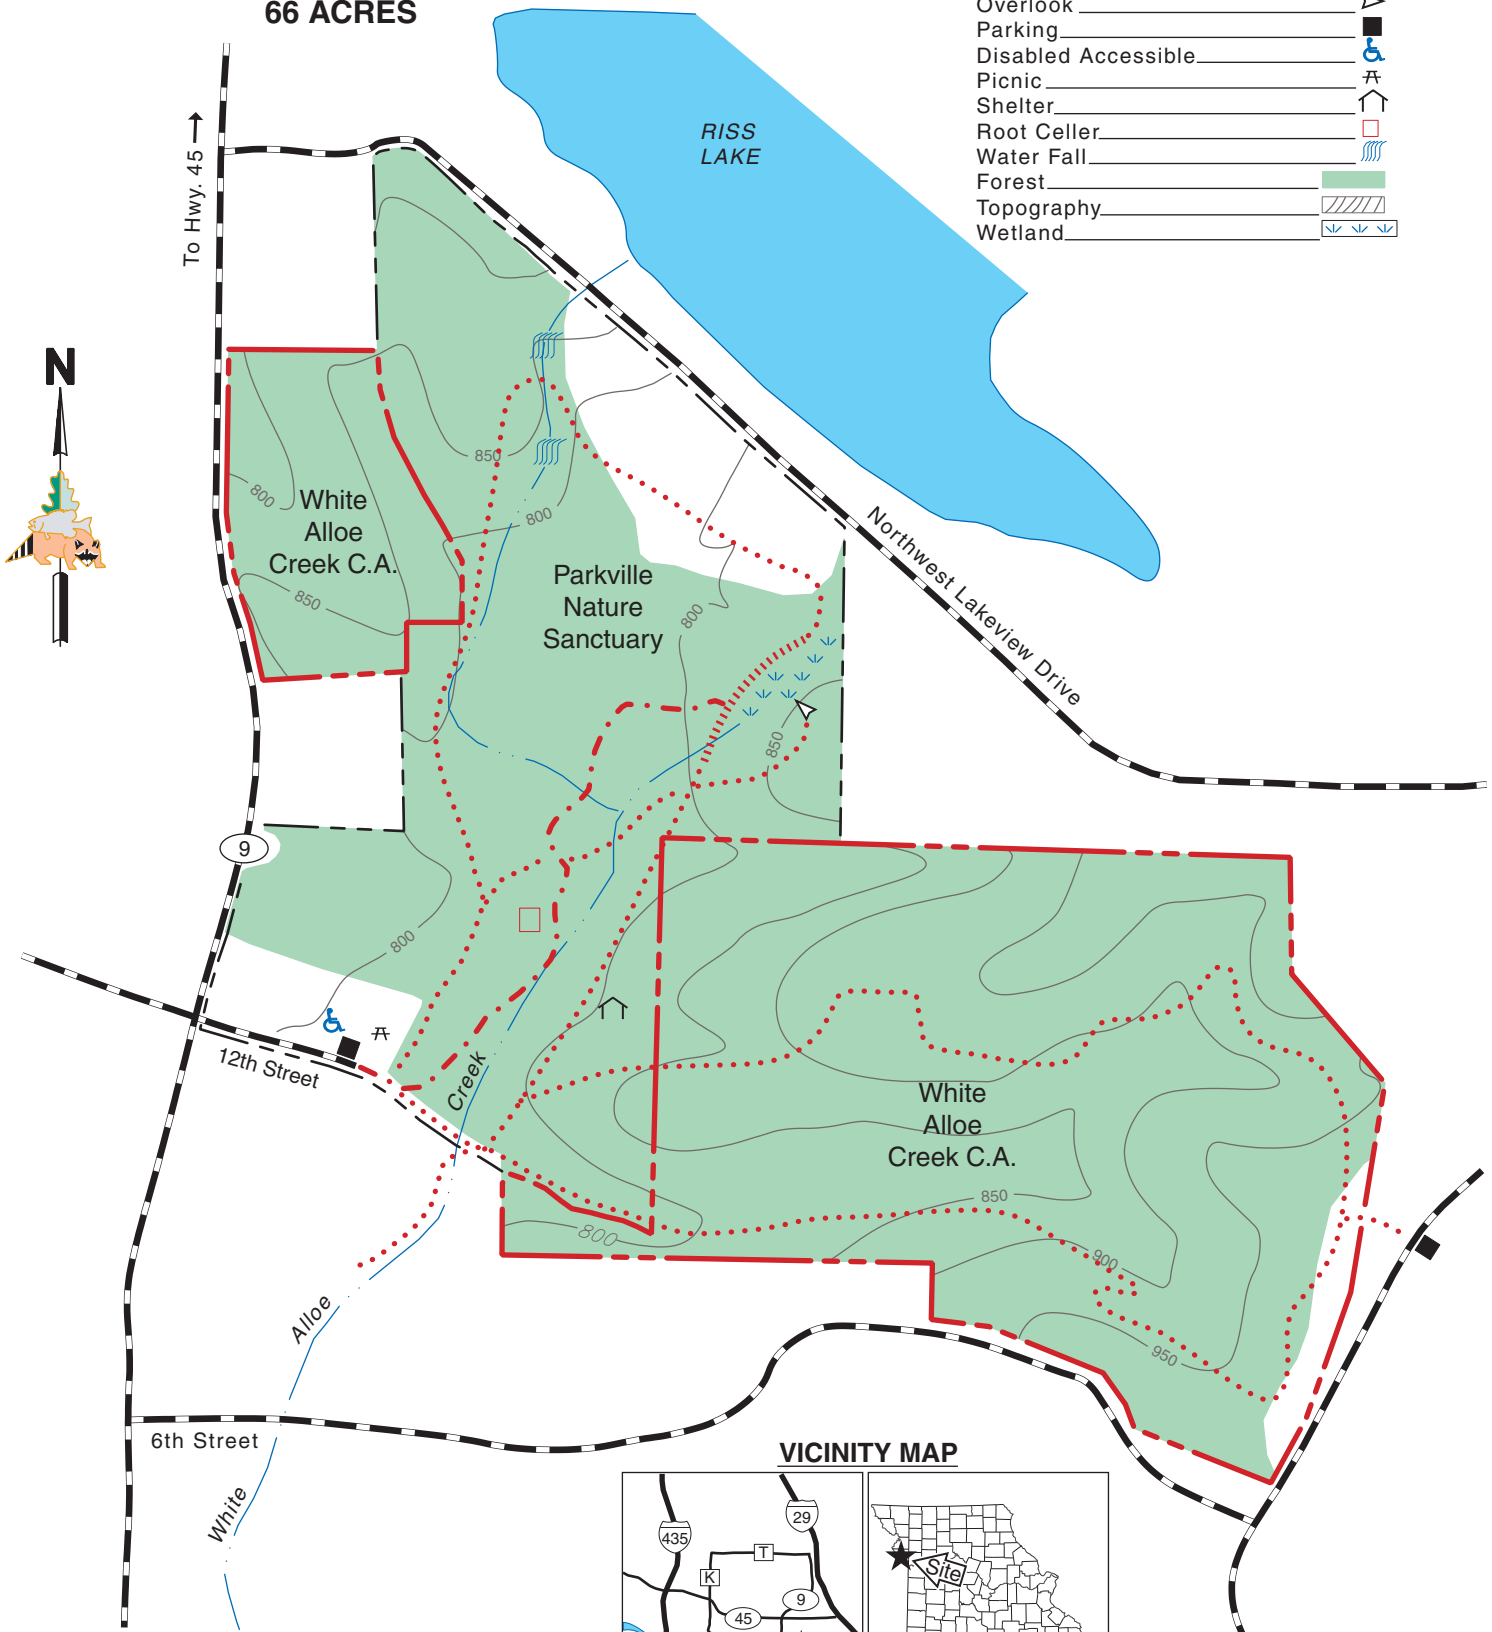 66 ACRES
Overlook
Parking
Disabled Accessible
Picnic
Shelter
Root Celler
Water Fall
Forest
Topography
Wetland
RISS
LAKE
To Hwy. 45
N
850
800
800
White
Alloe
Creek C.A.
850
Parkville
Nature
Sanctuary
800
Northwest Lakeview Drive
850
9
800
12th Street
Creek
White
Alloe
Creek C.A.
850
800
900
950
Alloe
6th Street
White
VICINITY MAP
435
29
T
K
9
45
Site